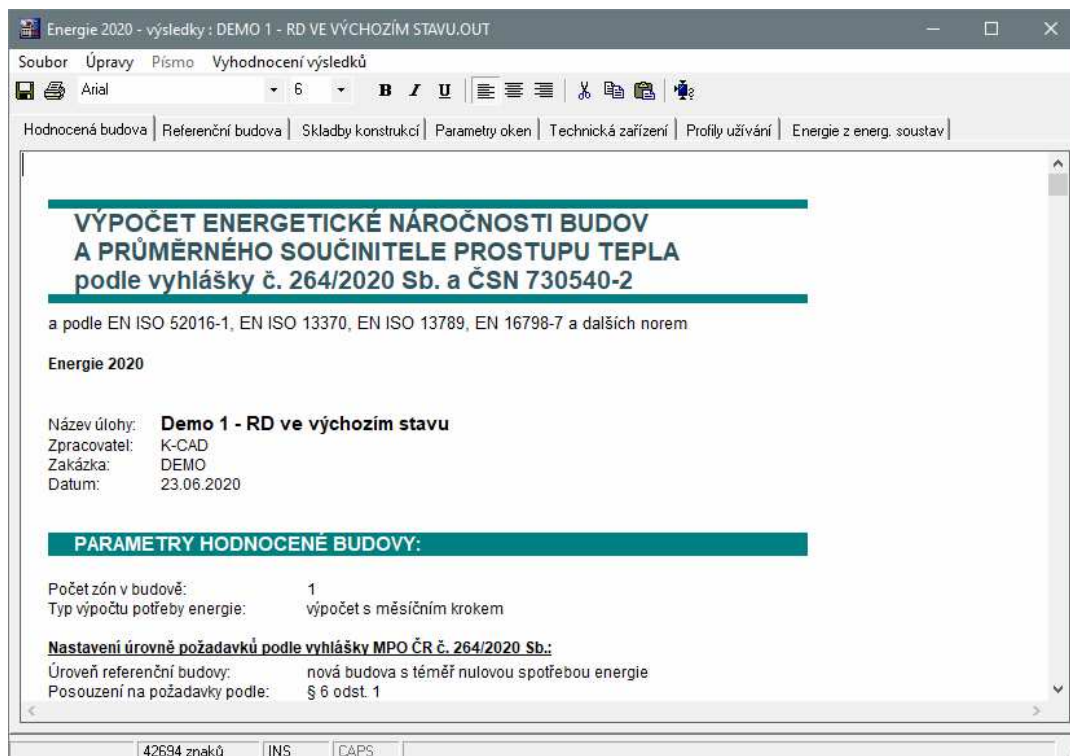 Energie 2020 - výsledky : DEMO 1 - RD VE VÝCHOZÍM STAVU.OUT
Soubor Úpravy Písmo Vyhodnocení výsledků
Arial 6 B I U
Hodnocená budova Referenční budova Skladby konstrukcí Parametry oken Technická zařízení Profily užívání Energie z energ. soustav
VÝPOČET ENERGETICKÉ NÁROČNOSTI BUDOV
A PRŮMĚRNÉHO SOUČINITELE PROSTUPU TEPLA
podle vyhlášky č. 264/2020 Sb. a ČSN 730540-2
a podle EN ISO 52016-1, EN ISO 13370, EN ISO 13789, EN 16798-7 a dalších norem
Energie 2020
Název úlohy: Demo 1 - RD ve výchozím stavu
Zpracovatel: K-CAD
Zakázka: DEMO
Datum: 23.06.2020
PARAMETRY HODNOCENÉ BUDOVY:
Počet zón v budově: 1
Typ výpočtu potřeby energie: výpočet s měsíčním krokem
Nastavení úrovně požadavků podle vyhlášky MPO ČR č. 264/2020 Sb.:
Úroveň referenční budovy: nová budova s téměř nulovou spotřebou energie
Posouzení na požadavky podle: § 6 odst. 1
42694 znaků INS CAPS